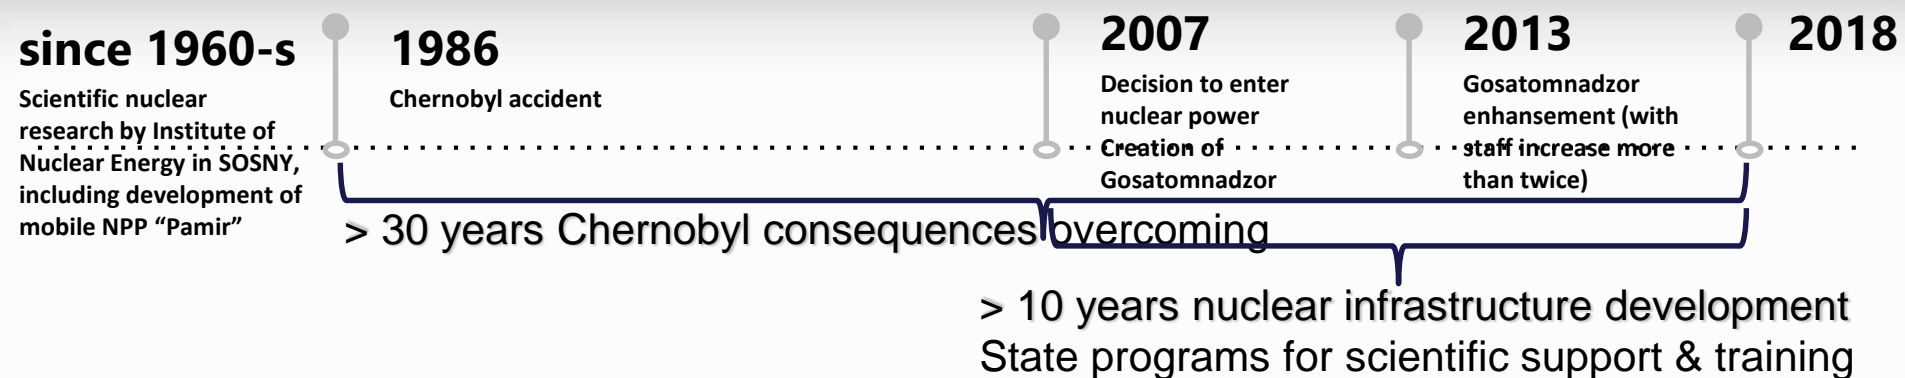 since 1960-s
Scientific nuclear
research by Institute of
Nuclear Energy in SOSNY,
including development of
mobile NPP “Pamir”
1986
Chernobyl accident
2007
Decision to enter
nuclear power
Creation of
Gosatomnadzor
2013
Gosatomnadzor
enhansement (with
staff increase more
than twice)
2018
> 30 years Chernobyl consequences overcoming
> 10 years nuclear infrastructure development
State programs for scientific support & training